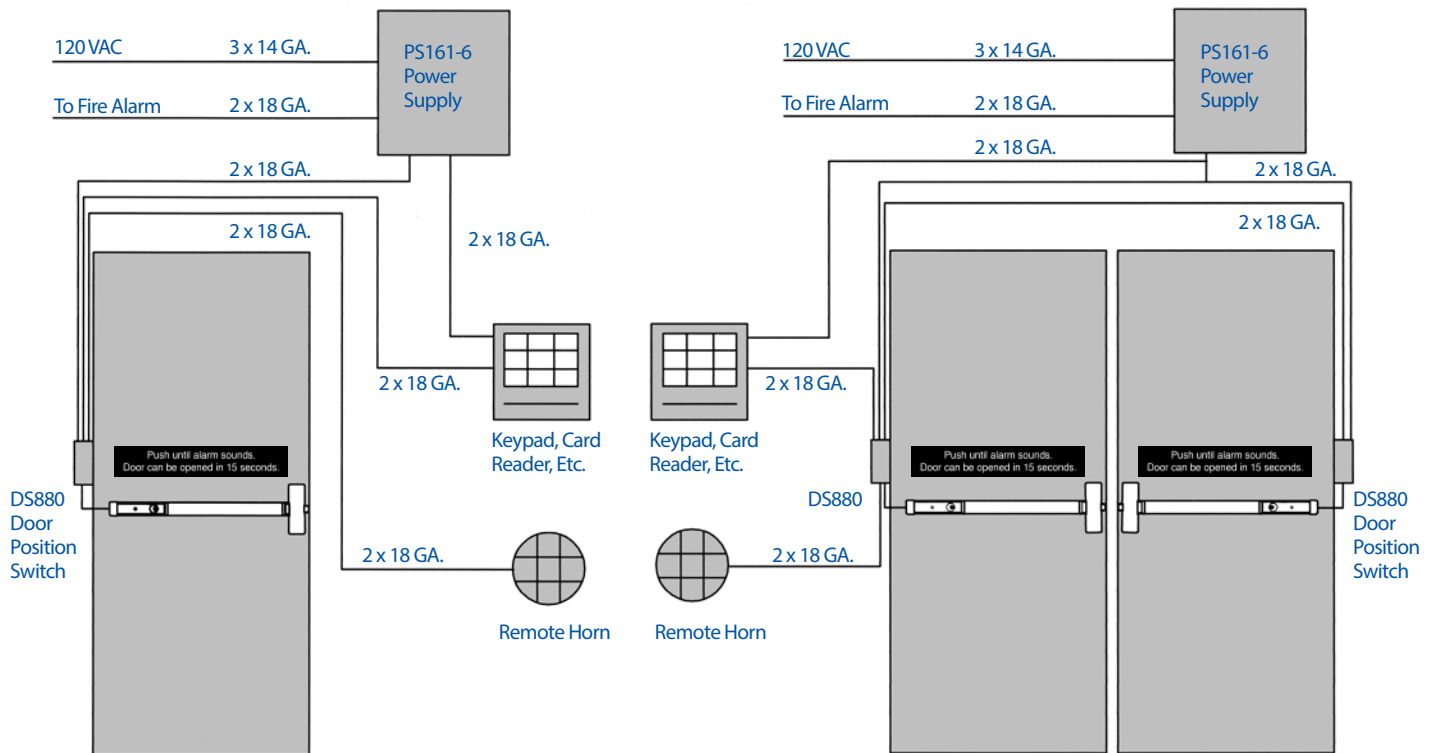 120 VAC
3 x 14 GA.
PS161-6
Power
Supply
To Fire Alarm
2 x 18 GA.
2 x 18 GA.
2 x 18 GA.
2 x 18 GA.
2 x 18 GA.
Keypad, Card
Reader, Etc.
Push until alarm sounds.
Door can be opened in 15 seconds.
DS880
Door
Position
Switch
2 x 18 GA.
Remote Horn
120 VAC
3 x 14 GA.
PS161-6
Power
Supply
To Fire Alarm
2 x 18 GA.
2 x 18 GA.
2 x 18 GA.
2 x 18 GA.
2 x 18 GA.
Keypad, Card
Reader, Etc.
Push until alarm sounds.
Door can be opened in 15 seconds.
Push until alarm sounds.
Door can be opened in 15 seconds.
DS880
DS880
Door
Position
Switch
2 x 18 GA.
Remote Horn